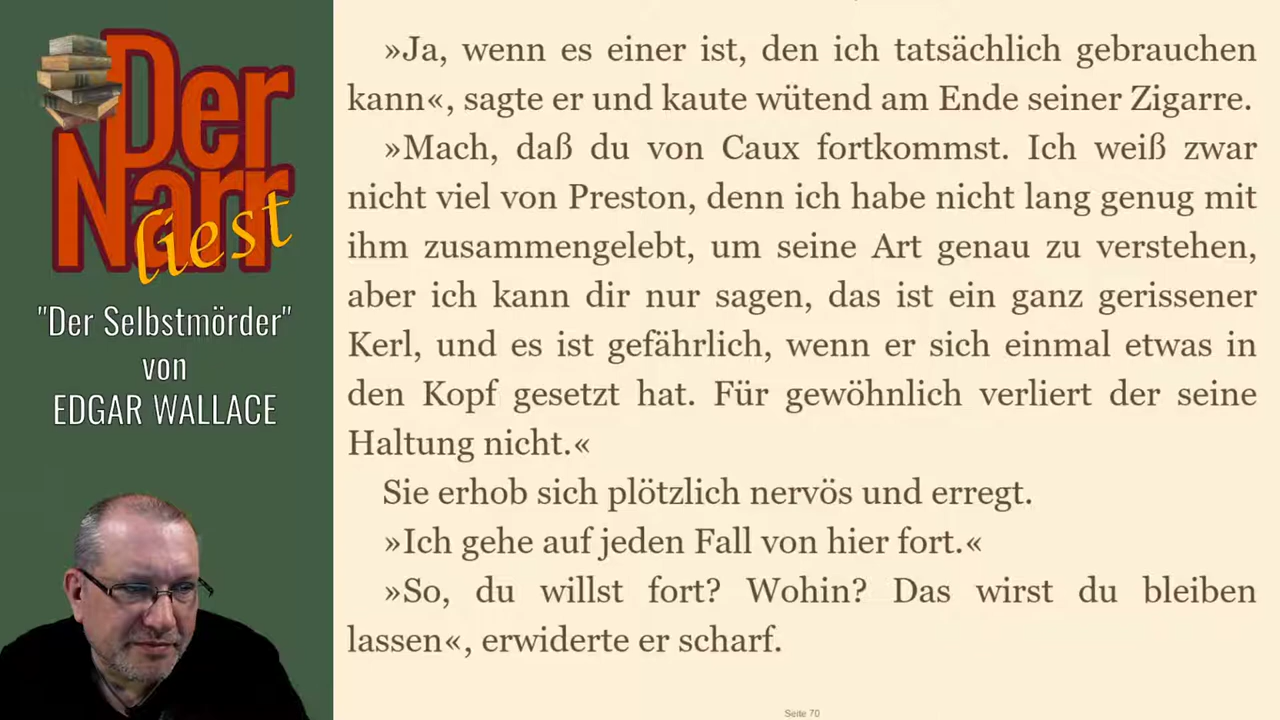 Der
Narr
liest
"Der Selbstmörder"
von
EDGAR WALLACE
»Ja, wenn es einer ist, den ich tatsächlich gebrauchen
kann«, sagte er und kaute wütend am Ende seiner Zigarre.
»Mach, daß du von Caux fortkommst. Ich weiß zwar
nicht viel von Preston, denn ich habe nicht lang genug mit
ihm zusammengelebt, um seine Art genau zu verstehen,
aber ich kann dir nur sagen, das ist ein ganz gerissener
Kerl, und es ist gefährlich, wenn er sich einmal etwas in
den Kopf gesetzt hat. Für gewöhnlich verliert der seine
Haltung nicht.«
Sie erhob sich plötzlich nervös und erregt.
»Ich gehe auf jeden Fall von hier fort.«
»So, du willst fort? Wohin? Das wirst du bleiben
lassen«, erwiderte er scharf.
Seite 70